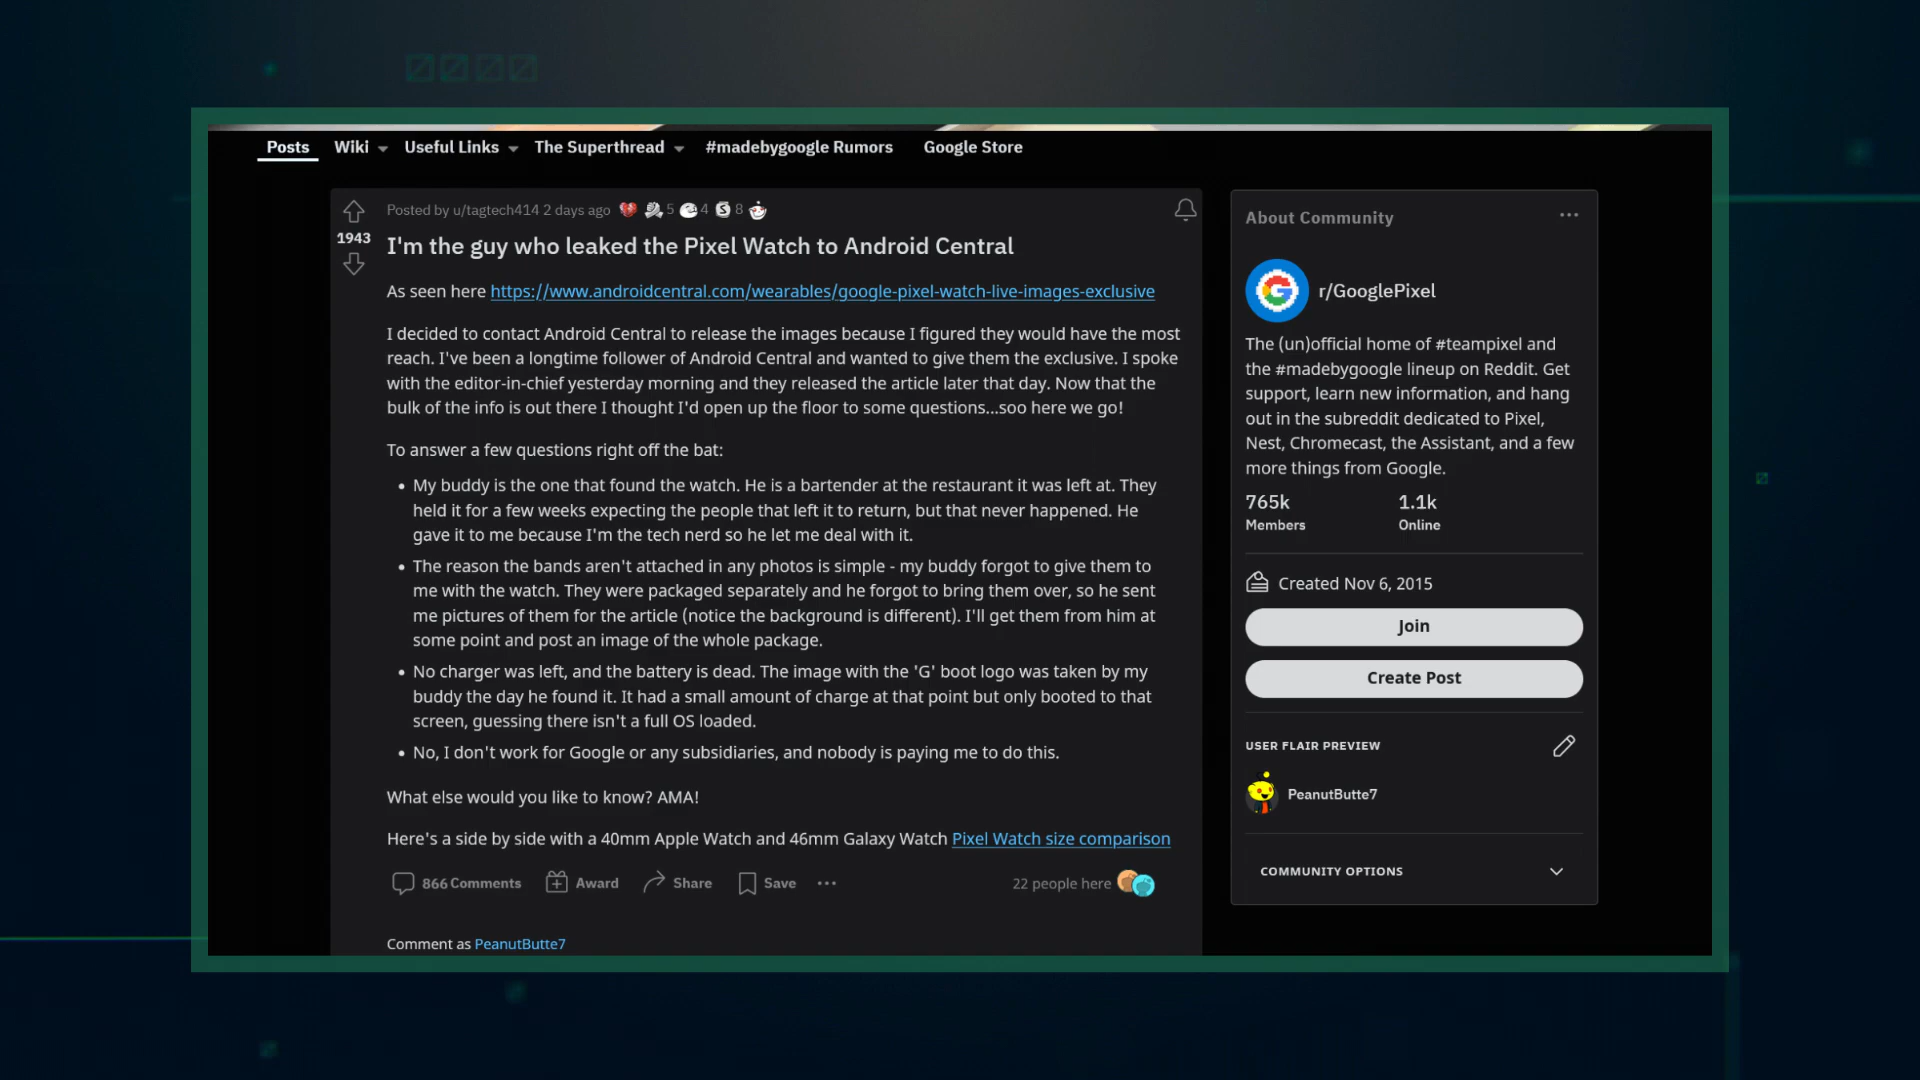 Posts Wiki Useful Links The Superthread #madebygoogle Rumors Google Store
Posted by u/tagtech414 2 days ago 5 4 8
1943
I'm the guy who leaked the Pixel Watch to Android Central
As seen here https://www.androidcentral.com/wearables/google-pixel-watch-live-images-exclusive
I decided to contact Android Central to release the images because I figured they would have the most
reach. I've been a longtime follower of Android Central and wanted to give them the exclusive. I spoke
with the editor-in-chief yesterday morning and they released the article later that day. Now that the
bulk of the info is out there I thought I'd open up the floor to some questions...soo here we go!
To answer a few questions right off the bat:
• My buddy is the one that found the watch. He is a bartender at the restaurant it was left at. They
held it for a few weeks expecting the people that left it to return, but that never happened. He
gave it to me because I'm the tech nerd so he let me deal with it.
• The reason the bands aren't attached in any photos is simple - my buddy forgot to give them to
me with the watch. They were packaged separately and he forgot to bring them over, so he sent
me pictures of them for the article (notice the background is different). I'll get them from him at
some point and post an image of the whole package.
• No charger was left, and the battery is dead. The image with the 'G' boot logo was taken by my
buddy the day he found it. It had a small amount of charge at that point but only booted to that
screen, guessing there isn't a full OS loaded.
• No, I don't work for Google or any subsidiaries, and nobody is paying me to do this.
What else would you like to know? AMA!
Here's a side by side with a 40mm Apple Watch and 46mm Galaxy Watch Pixel Watch size comparison
866 Comments Award Share Save ... 22 people here
Comment as PeanutButte7
About Community ...
r/GooglePixel
The (un)official home of #teampixel and
the #madebygoogle lineup on Reddit. Get
support, learn new information, and hang
out in the subreddit dedicated to Pixel,
Nest, Chromecast, the Assistant, and a few
more things from Google.
765k 1.1k
Members Online
Created Nov 6, 2015
Join
Create Post
USER FLAIR PREVIEW
PeanutButte7
COMMUNITY OPTIONS